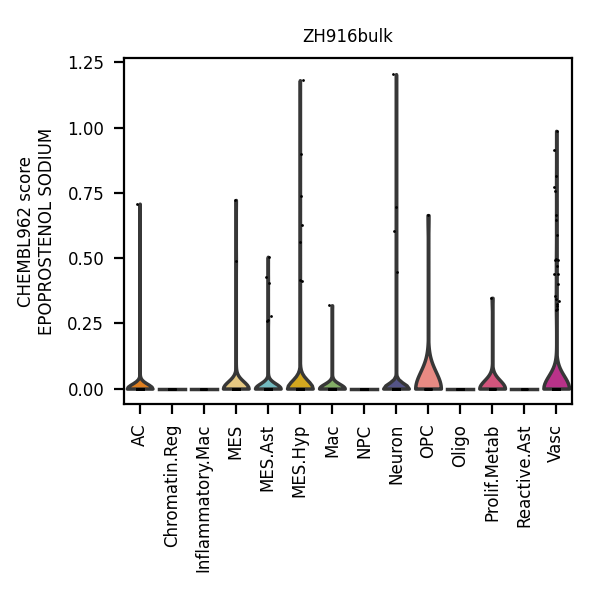 ZH916bulk
CHEMBL962 score
EPOPROSTENOL SODIUM
1.25
1.00
0.75
0.50
0.25
0.00
AC
Chromatin.Reg
Inflammatory.Mac
MES
MES.Ast
MES.Hyp
Mac
NPC
Neuron
OPC
Oligo
Prolif.Metab
Reactive.Ast
Vasc